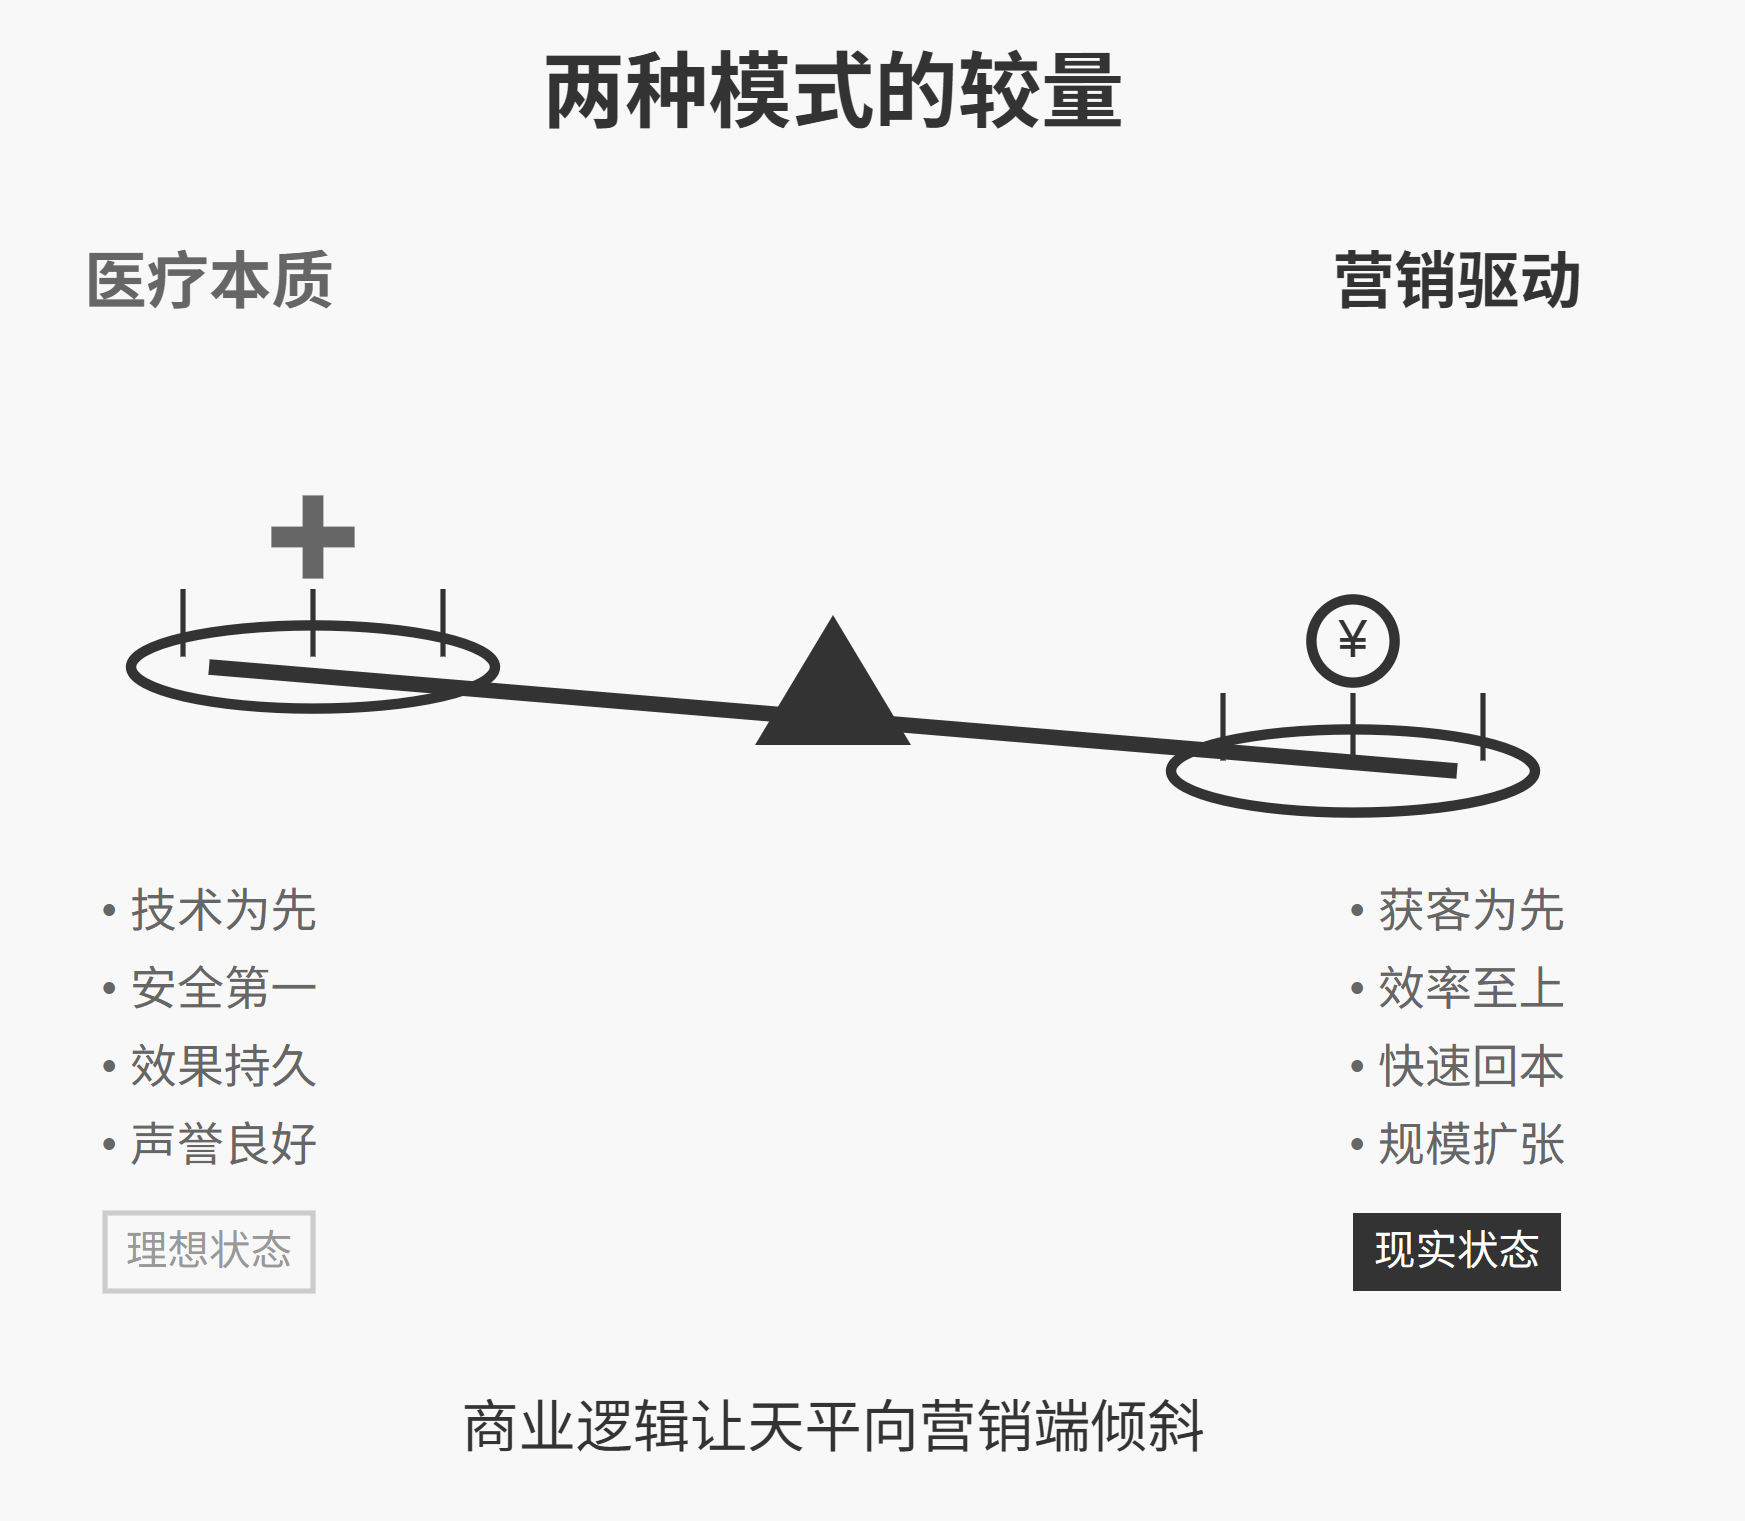 两种模式的较量
医疗本质
营销驱动
¥
• 技术为先
• 安全第一
• 效果持久
• 声誉良好
理想状态
• 获客为先
• 效率至上
• 快速回本
• 规模扩张
现实状态
商业逻辑让天平向营销端倾斜